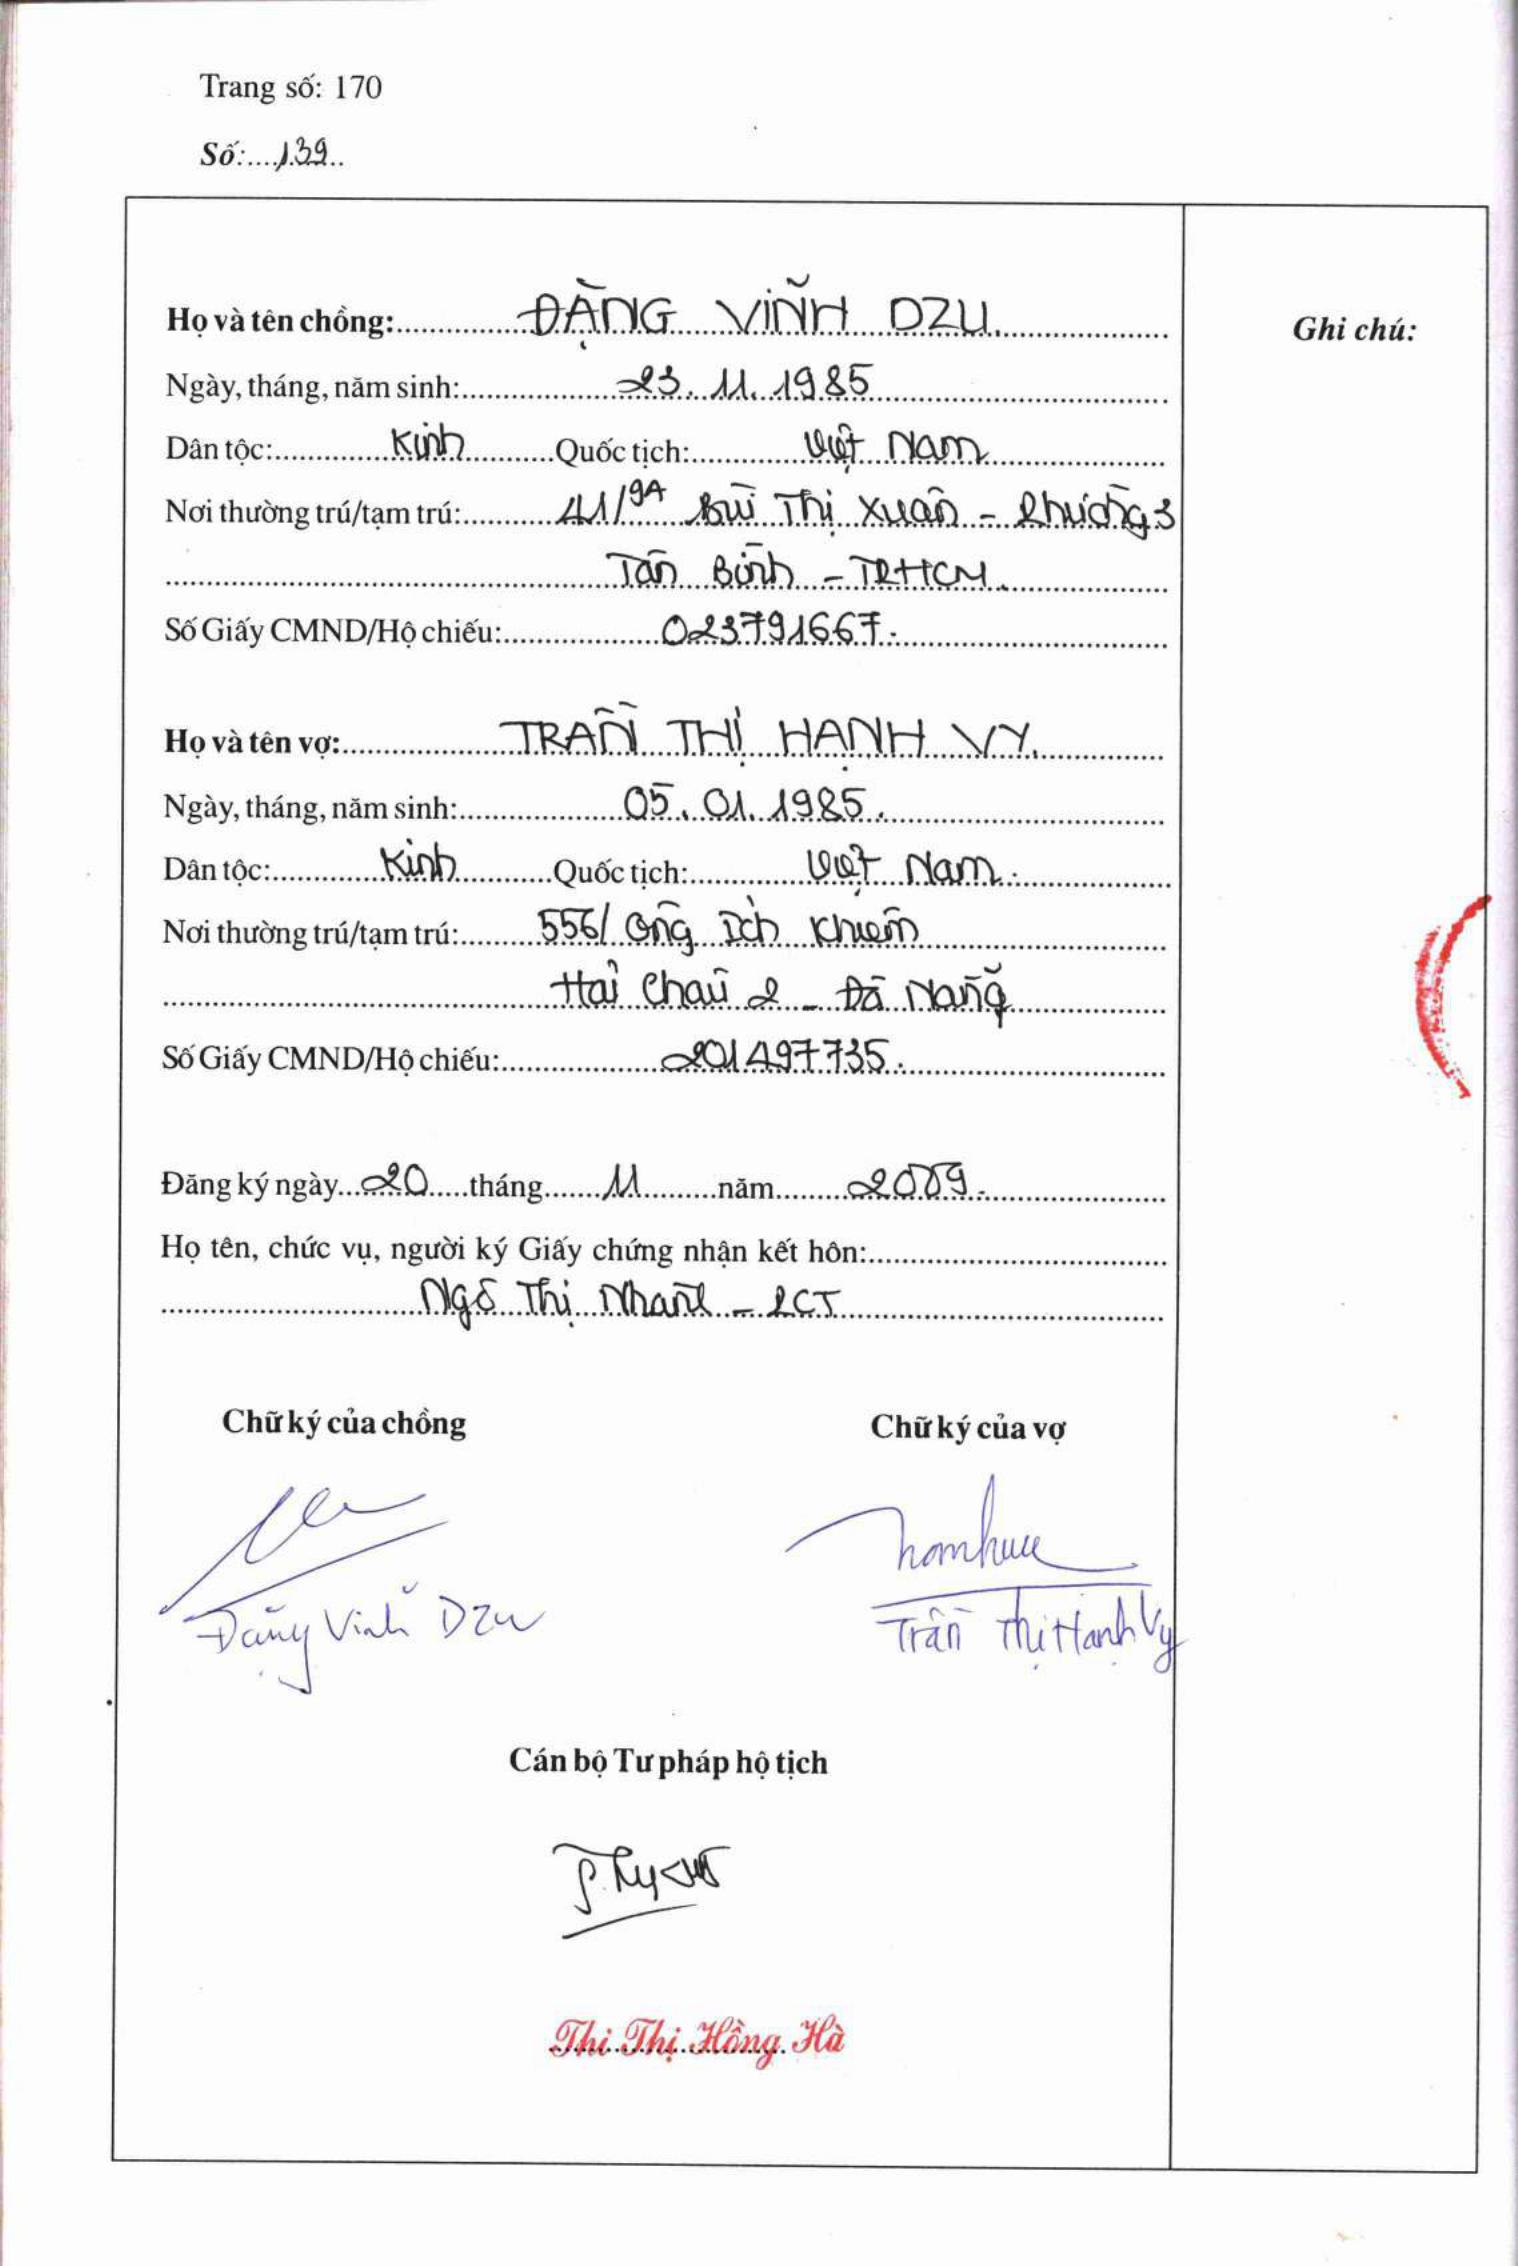 Trang số: 170
Số: 139
Họ và tên chồng: ĐẶNG VĨNH DZU
Ghi chú:
Ngày, tháng, năm sinh: 23.11.1985
Dân tộc: Kinh Quốc tịch: Việt Nam
Nơi thường trú/tạm trú: 41/9A Bùi Thị Xuân - Phường 3
Tân Bình - TPHCM.
Số Giấy CMND/Hộ chiếu: 023791667.
Họ và tên vợ: TRẦN THỊ HẠNH VY.
Ngày, tháng, năm sinh: 05.01.1985.
Dân tộc: Kinh Quốc tịch: Việt Nam.
Nơi thường trú/tạm trú: 556/ Ông Ích Khiêm
Hải Châu 2 - Đà Nẵng
Số Giấy CMND/Hộ chiếu: 201497735.
Đăng ký ngày 20 tháng 11 năm 2009.
Họ tên, chức vụ, người ký Giấy chứng nhận kết hôn:
Ngô Thị - PCT
Chữ ký của chồng
Chữ ký của vợ
Đặng Vĩnh Dzu
Trần Thị Hạnh Vy
Cán bộ Tư pháp hộ tịch
Thi Thị Hồng Hà